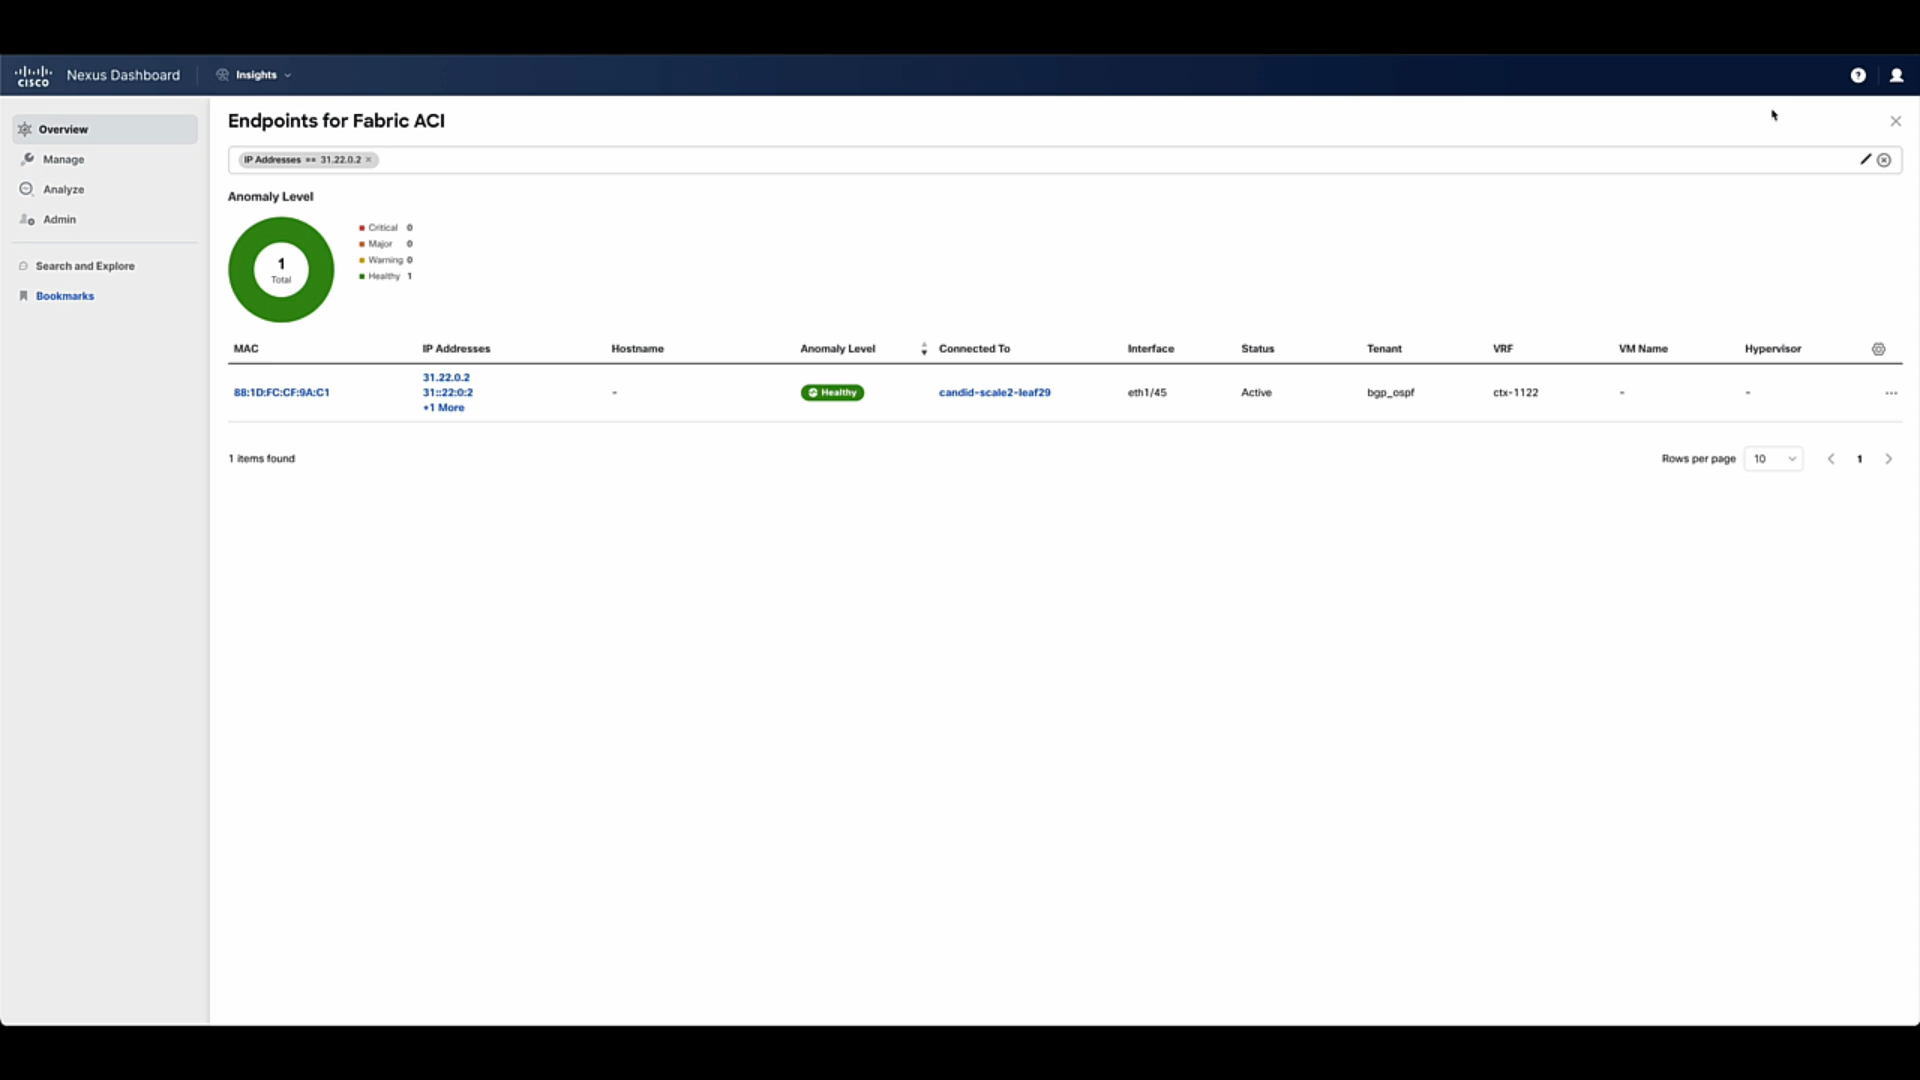 CISCO Nexus Dashboard Insights
?
Overview
Manage
Analyze
Admin
Search and Explore
Bookmarks
Endpoints for Fabric ACI
IP Addresses == 31.22.0.2
Anomaly Level
1
Total
Critical 0
Major 0
Warning 0
Healthy 1
MAC IP Addresses Hostname Anomaly Level Connected To Interface Status Tenant VRF VM Name Hypervisor
88:1D:FC:CF:9A:C1 31.22.0.2 - Healthy candid-scale2-leaf29 eth1/45 Active bgp_ospf ctx-1122 - -
31::22:0:2
+1 More
1 items found Rows per page 10 1